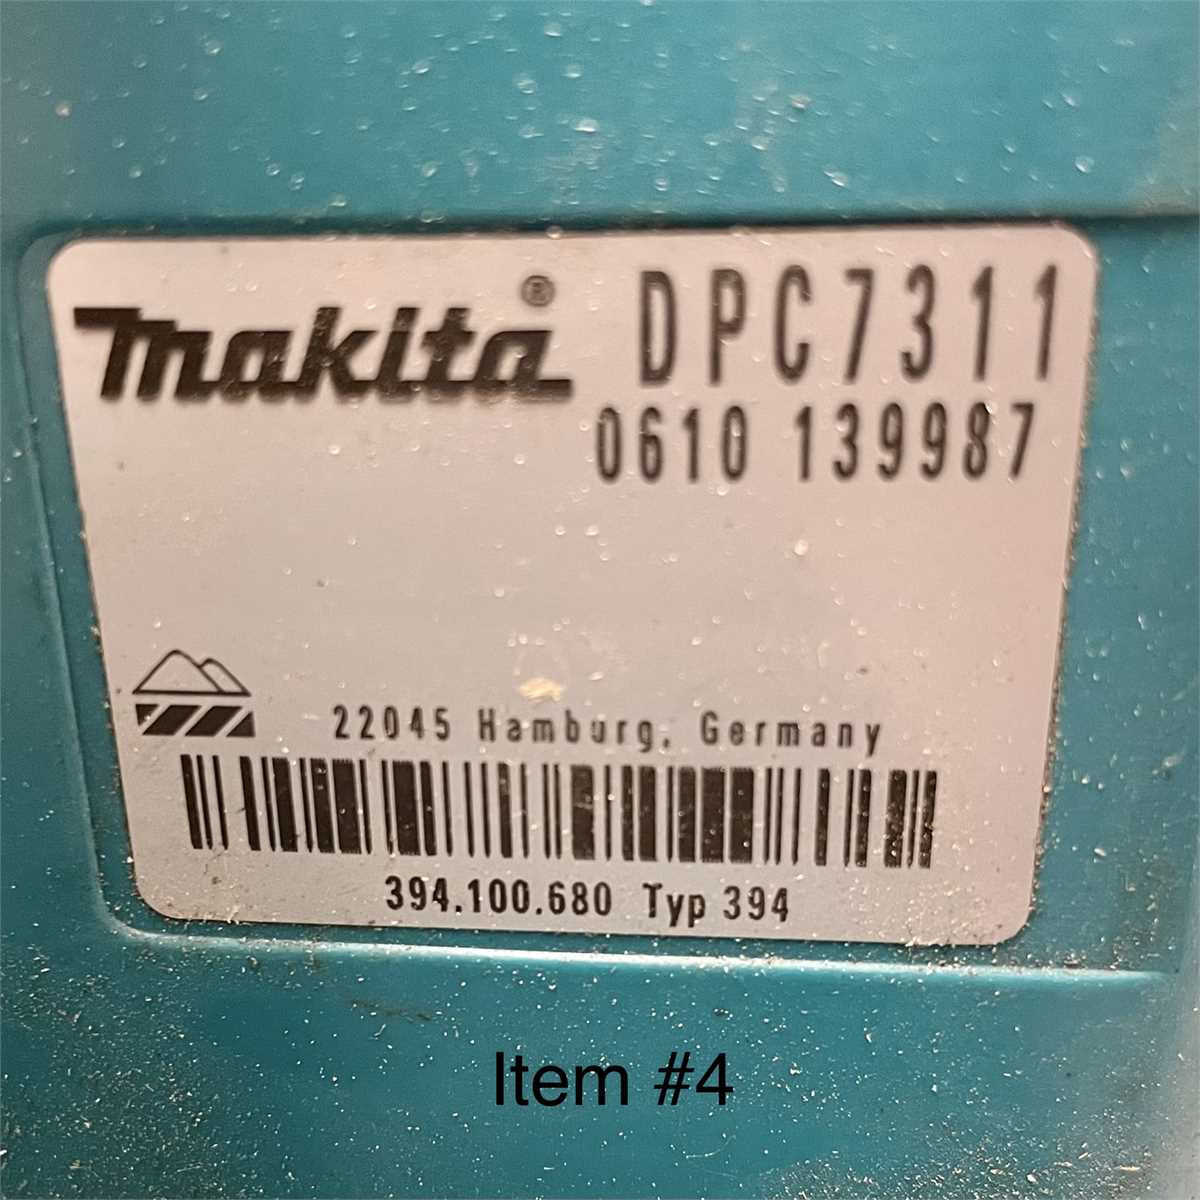 makita® DPC7311
0610 139987
22045 Hamburg, Germany
394.100.680 Typ 394
Item #4